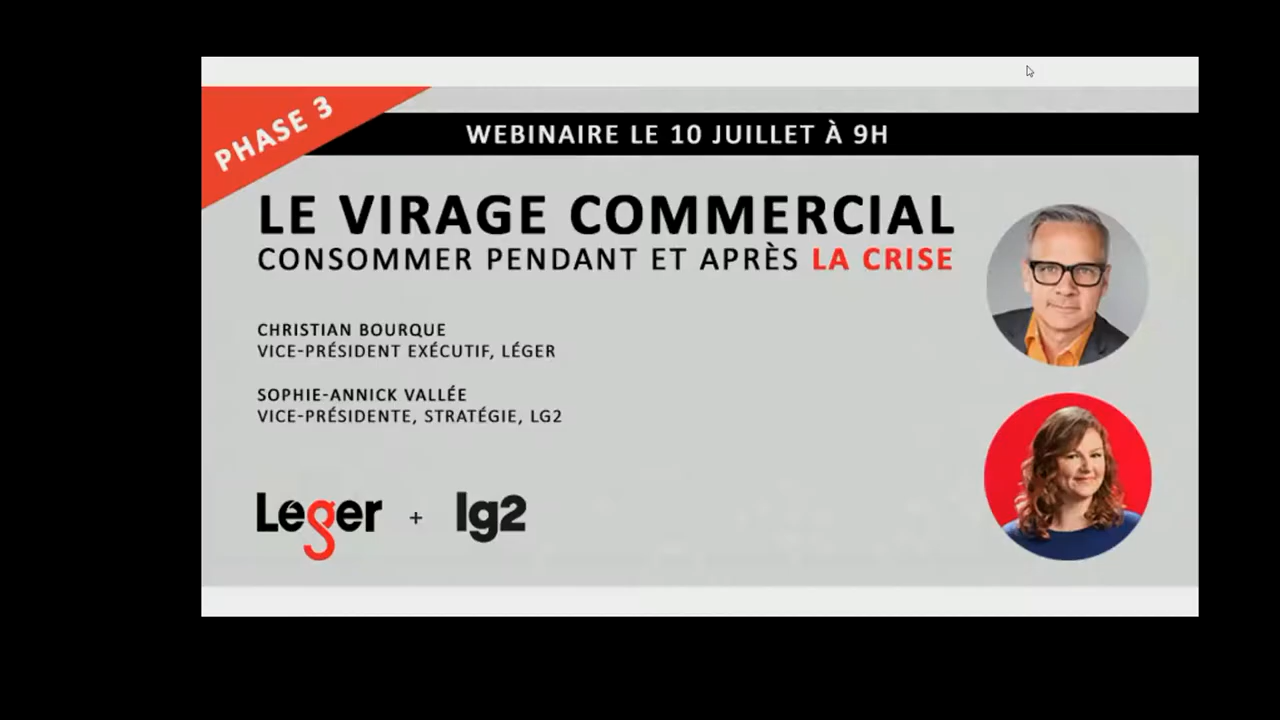 PHASE 3
WEBINAIRE LE 10 JUILLET À 9H
LE VIRAGE COMMERCIAL
CONSOMMER PENDANT ET APRÈS LA CRISE
CHRISTIAN BOURQUE
VICE-PRÉSIDENT EXÉCUTIF, LÉGER
SOPHIE-ANNICK VALLÉE
VICE-PRÉSIDENTE, STRATÉGIE, LG2
Léger + lg2